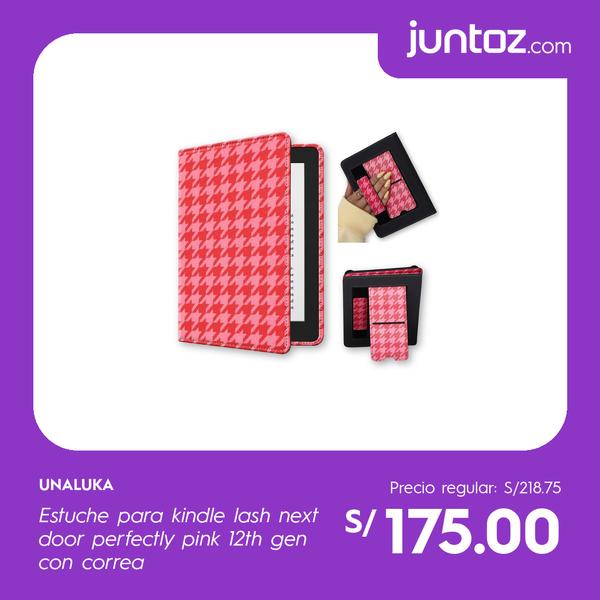 juntoz.com
UNALUKA
Estuche para kindle lash next
door perfectly pink 12th gen
con correa
Precio regular: S/218.75
S/175.00